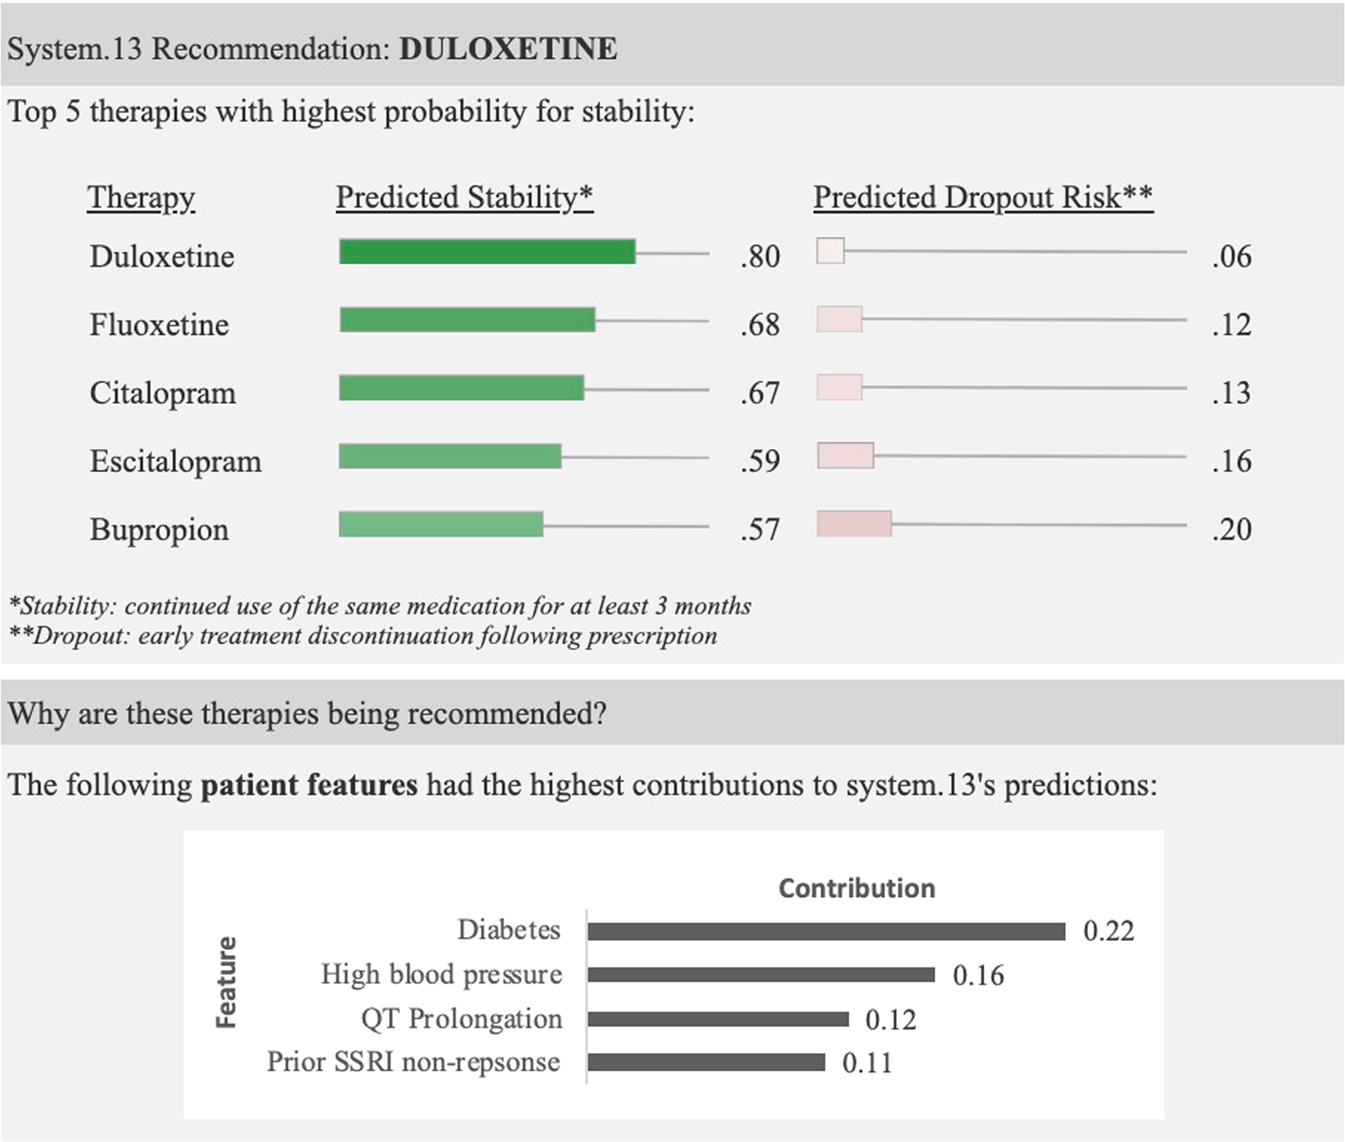 System.13 Recommendation: DULOXETINE
Top 5 therapies with highest probability for stability:
Therapy Predicted Stability* Predicted Dropout Risk**
Duloxetine .80 .06
Fluoxetine .68 .12
Citalopram .67 .13
Escitalopram .59 .16
Bupropion .57 .20
*Stability: continued use of the same medication for at least 3 months
**Dropout: early treatment discontinuation following prescription
Why are these therapies being recommended?
The following patient features had the highest contributions to system.13's predictions:
Contribution
Feature
Diabetes 0.22
High blood pressure 0.16
QT Prolongation 0.12
Prior SSRI non-repsonse 0.11